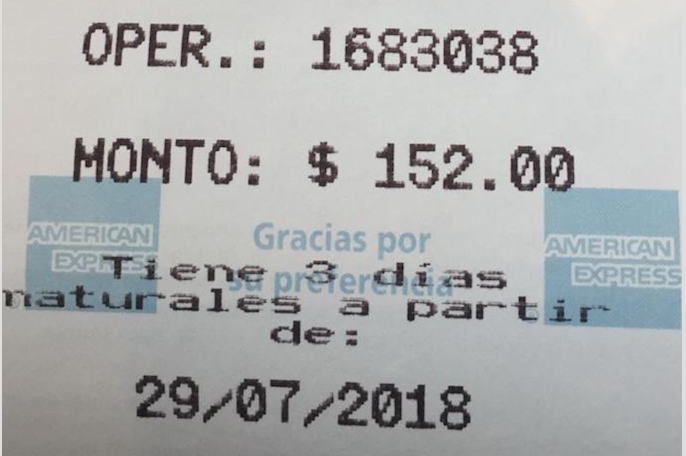 OPER.: 1683038
MONTO: $ 152.00
AMERICAN EXPRESS
Gracias por
su preferencia
AMERICAN EXPRESS
Tiene 3 días
naturales a partir
de:
29/07/2018